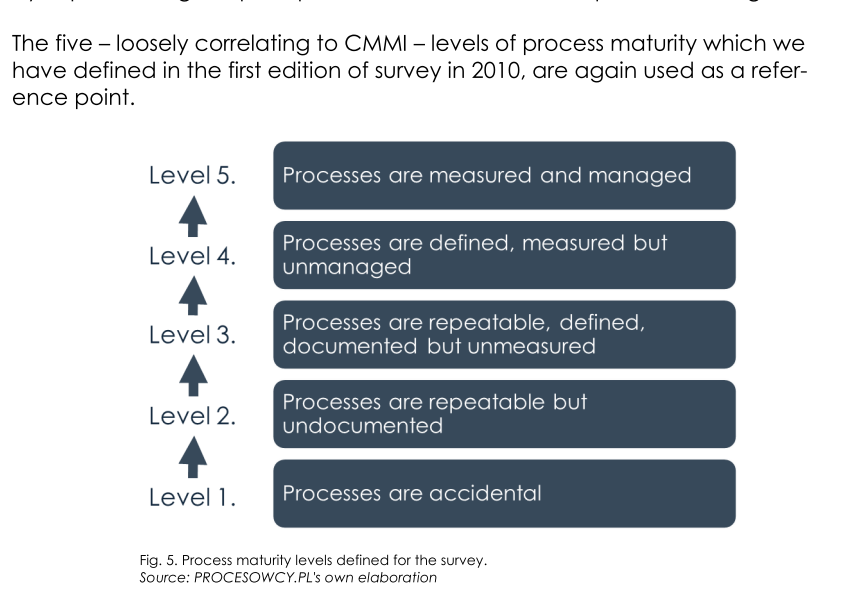 The five – loosely correlating to CMMI – levels of process maturity which we
have defined in the first edition of survey in 2010, are again used as a refer-
ence point.
Level 5.
Processes are measured and managed
Level 4.
Processes are defined, measured but
unmanaged
Level 3.
Processes are repeatable, defined,
documented but unmeasured
Level 2.
Processes are repeatable but
undocumented
Level 1.
Processes are accidental
Fig. 5. Process maturity levels defined for the survey.
Source: PROCESOWCY.PL's own elaboration